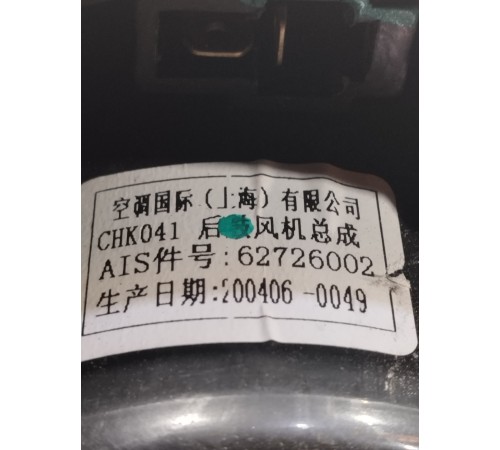 空调国际（上海）有限公司
CHK041 后风机总成
AIS件号:62726002
生产日期:200406-0049